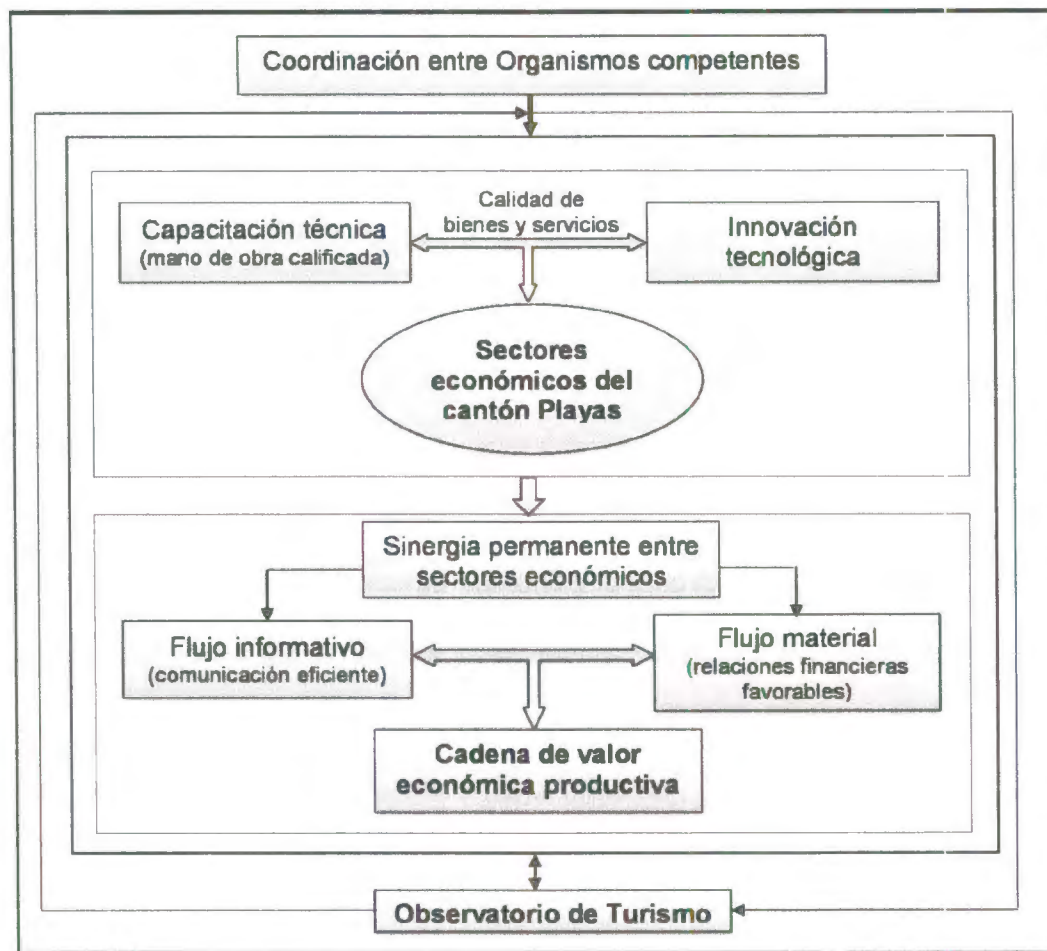 Coordinación entre Organismos competentes
Calidad de
bienes y servicios
Capacitación técnica
(mano de obra calificada)
Innovación
tecnológica
Sectores
económicos del
cantón Playas
Sinergia permanente entre
sectores económicos
Flujo informativo
(comunicación eficiente)
Flujo material
(relaciones financieras
favorables)
Cadena de valor
económica productiva
Observatorio de Turismo